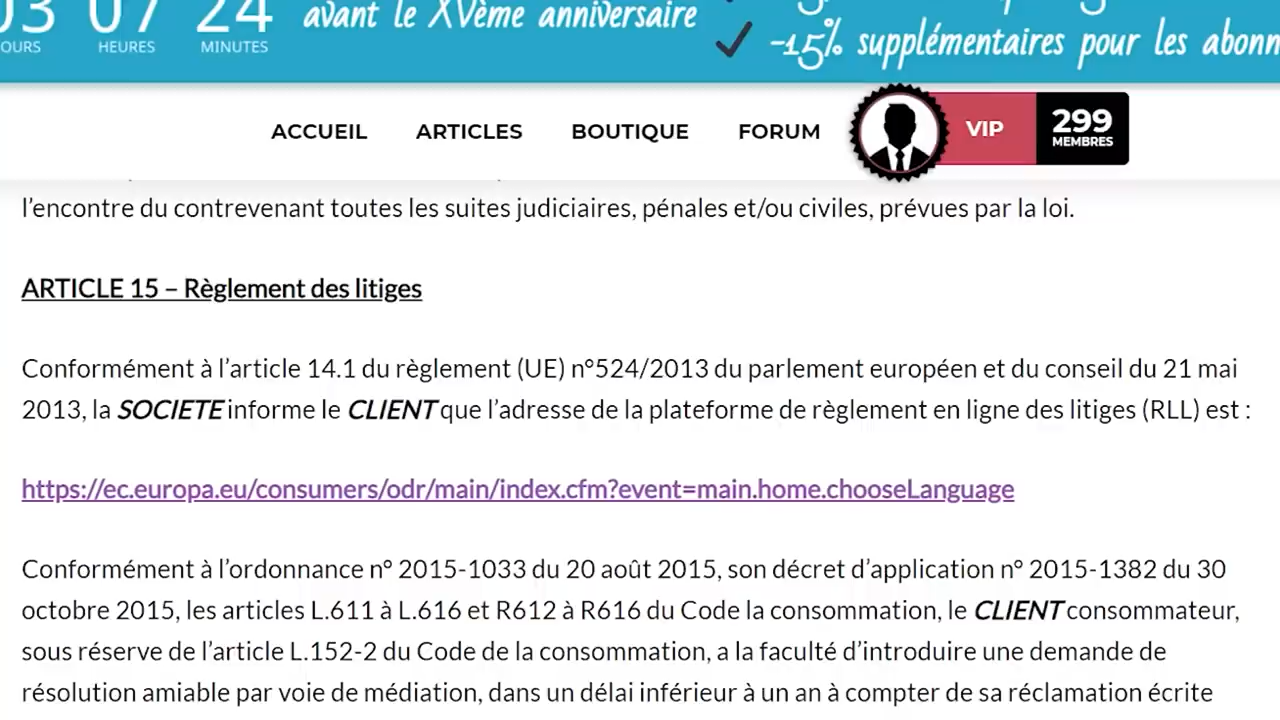 03 07 24 avant le XVème anniversaire
-15% supplémentaires pour les
HEURES MINUTES
ACCUEIL ARTICLES BOUTIQUE FORUM VIP 299 MEMBRES
l'encontre du contrevenant toutes les suites judiciaires, pénales et/ou civiles, prévues par la loi.
ARTICLE 15 – Règlement des litiges
Conformément à l'article 14.1 du règlement (UE) n°524/2013 du parlement européen et du conseil du 21 mai
2013, la SOCIETE informe le CLIENT que l'adresse de la plateforme de règlement en ligne des litiges (RLL) est :
https://ec.europa.eu/consumers/odr/main/index.cfm?event=main.home.chooseLanguage
Conformément à l'ordonnance n° 2015-1033 du 20 août 2015, son décret d'application n° 2015-1382 du 30
octobre 2015, les articles L.611 à L.616 et R612 à R616 du Code la consommation, le CLIENT consommateur,
sous réserve de l'article L.152-2 du Code de la consommation, a la faculté d'introduire une demande de
résolution amiable par voie de médiation, dans un délai inférieur à un an à compter de sa réclamation écrite